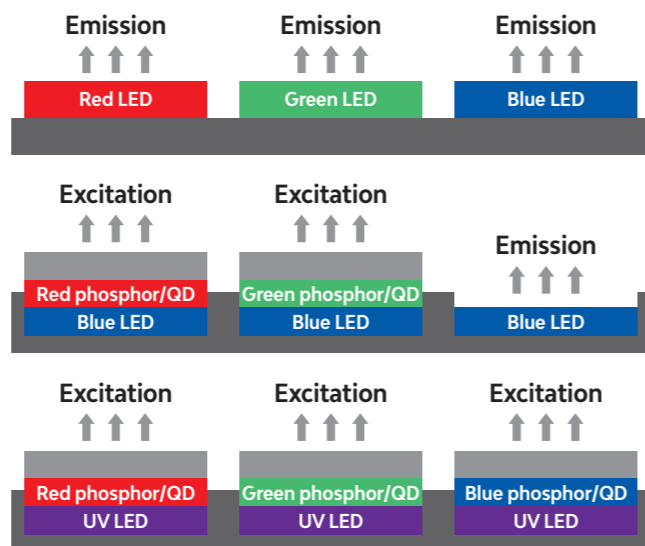 Emission Emission Emission
Red LED Green LED Blue LED
Excitation Excitation
Emission
Red phosphor/QD Green phosphor/QD
Blue LED Blue LED Blue LED
Excitation Excitation Excitation
Red phosphor/QD Green phosphor/QD Blue phosphor/QD
UV LED UV LED UV LED